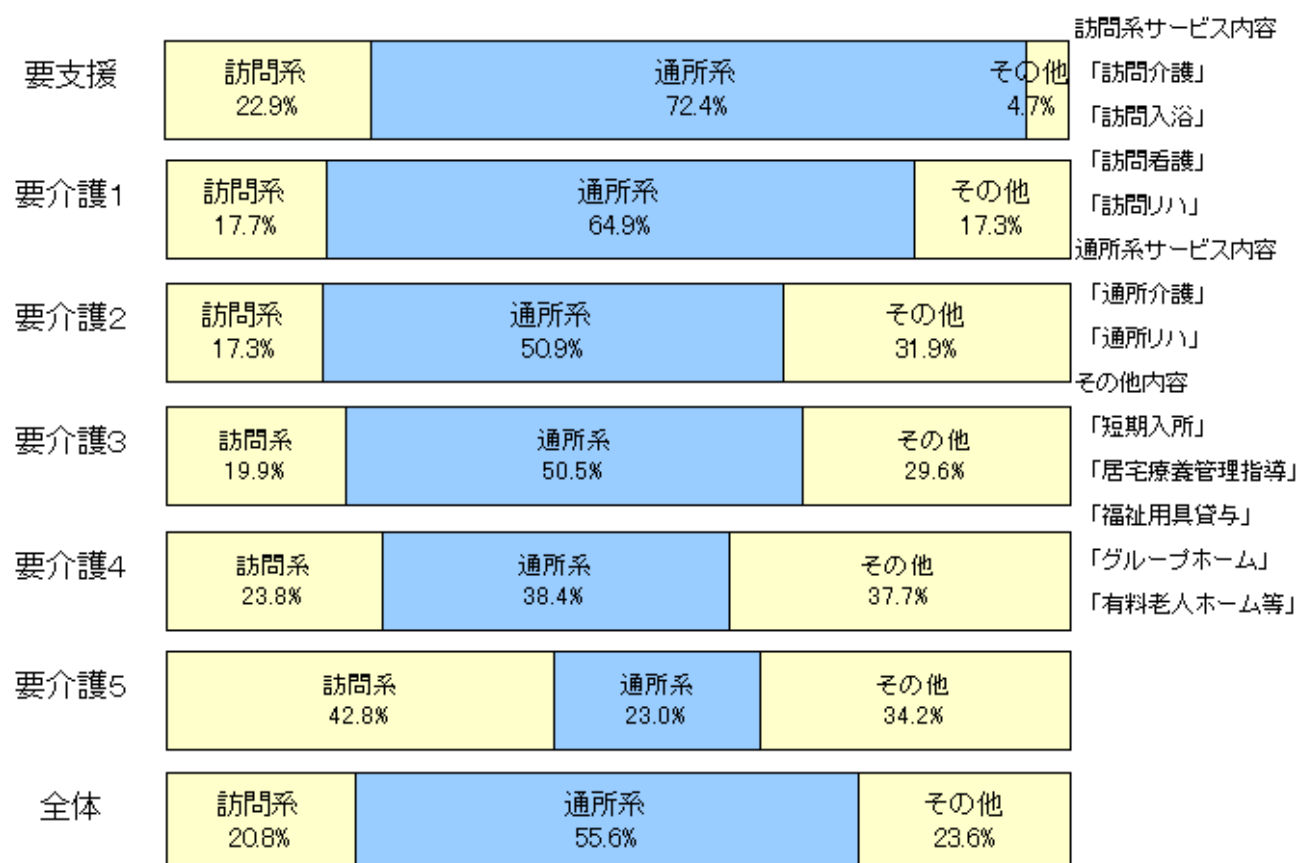 訪問系サービス内容
要支援
訪問系
22.9%
通所系
72.4%
その他
4.7%
「訪問介護」
「訪問入浴」
要介護1
訪問系
17.7%
通所系
64.9%
その他
17.3%
「訪問看護」
「訪問リハ」
通所系サービス内容
要介護2
訪問系
17.3%
通所系
50.9%
その他
31.9%
「通所介護」
「通所リハ」
その他内容
要介護3
訪問系
19.9%
通所系
50.5%
その他
29.6%
「短期入所」
「居宅療養管理指導」
「福祉用具貸与」
要介護4
訪問系
23.8%
通所系
38.4%
その他
37.7%
「グループホーム」
「有料老人ホーム等」
要介護5
訪問系
42.8%
通所系
23.0%
その他
34.2%
全体
訪問系
20.8%
通所系
55.6%
その他
23.6%